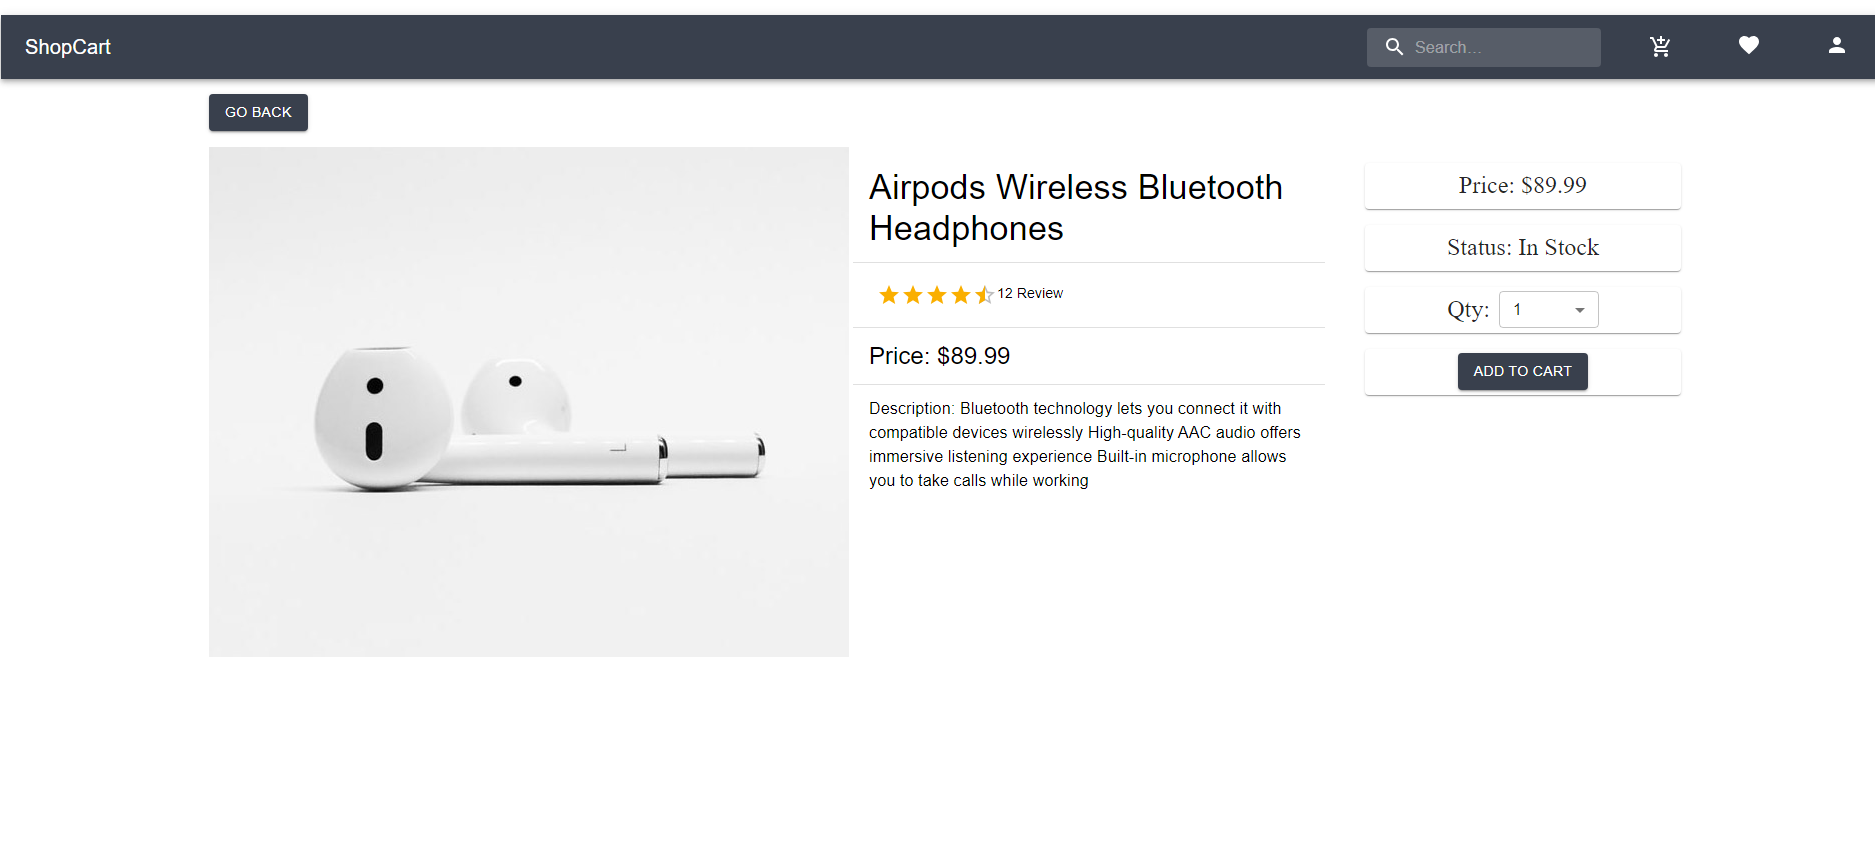 ShopCart
Search...
GO BACK
Airpods Wireless Bluetooth
Headphones
12 Review
Price: $89.99
Description: Bluetooth technology lets you connect it with
compatible devices wirelessly High-quality AAC audio offers
immersive listening experience Built-in microphone allows
you to take calls while working
Price: $89.99
Status: In Stock
Qty: 1
ADD TO CART